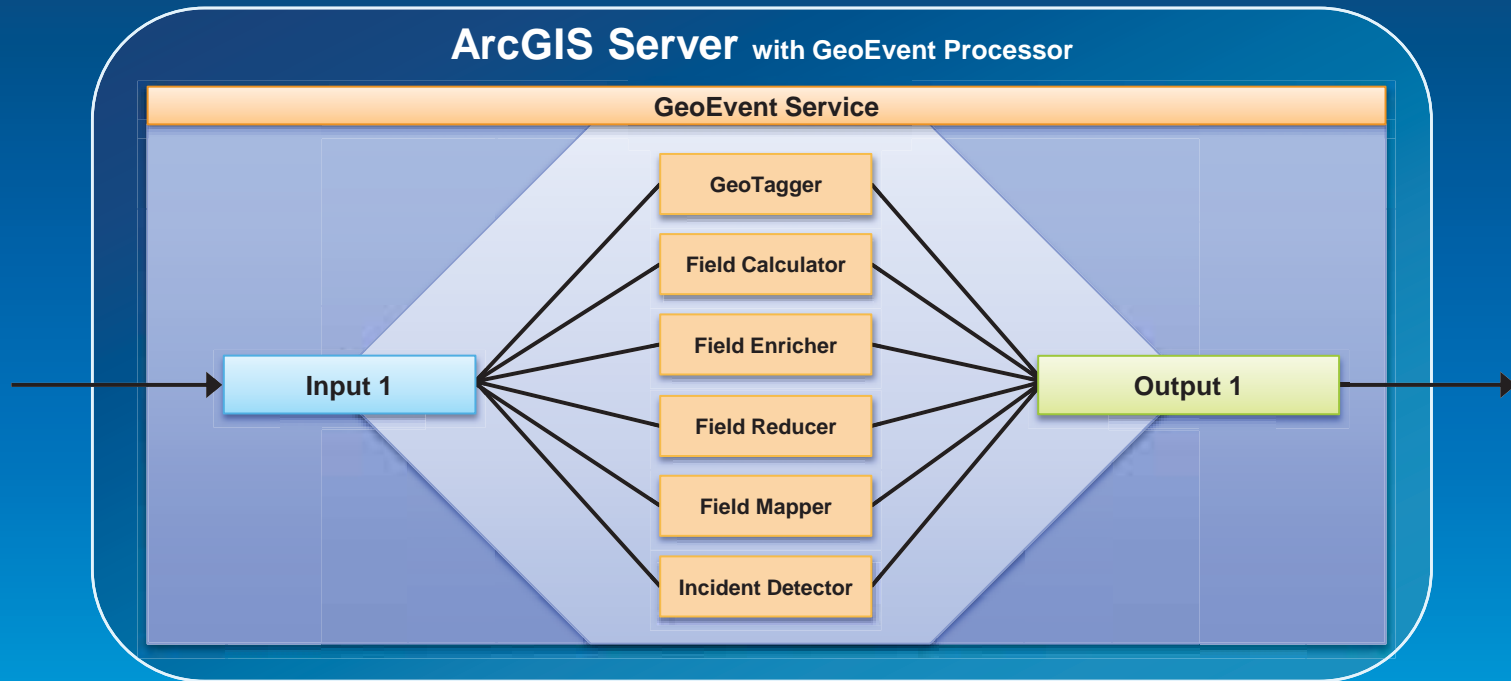 ArcGIS Server with GeoEvent Processor
GeoEvent Service
GeoTagger
Field Calculator
Field Enricher
Input 1
Output 1
Field Reducer
Field Mapper
Incident Detector